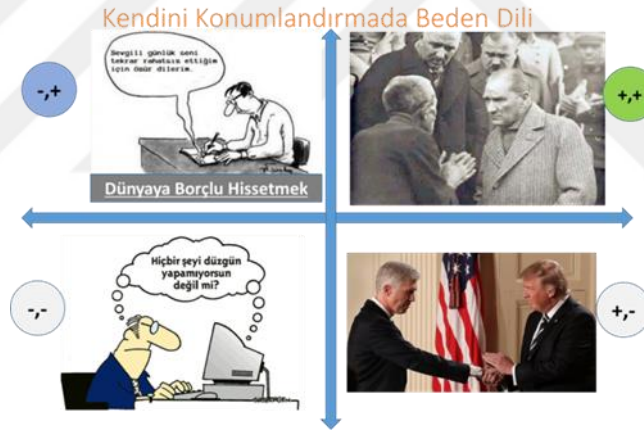 Kendini Konumlandırmada Beden Dili
-,+
Sevgili günlük seni
tekrar rahatsız ettiğim
için özür dilerim.
+,+
Dünyaya Borçlu Hissetmek
Hiçbir şeyi düzgün
yapamıyorsun
değil mi?
-,-
+,-